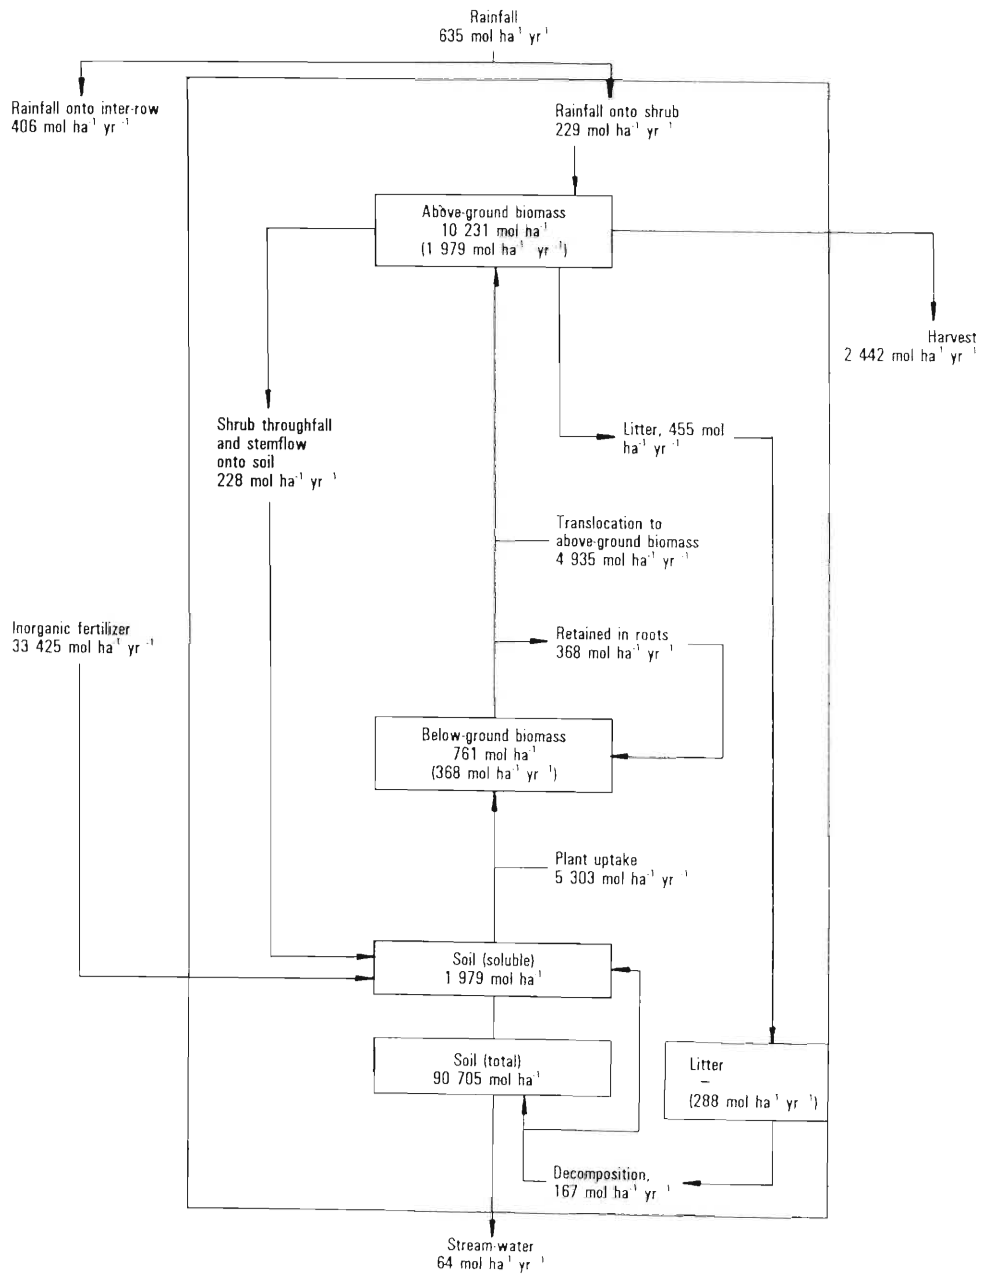 Rainfall
635 mol ha⁻¹ yr⁻¹
Rainfall onto inter-row
406 mol ha⁻¹ yr⁻¹
Rainfall onto shrub
229 mol ha⁻¹ yr⁻¹
Above-ground biomass
10 231 mol ha⁻¹
(1 979 mol ha⁻¹ yr⁻¹)
Harvest
2 442 mol ha⁻¹ yr⁻¹
Shrub throughfall
and stemflow
onto soil
228 mol ha⁻¹ yr⁻¹
Litter, 455 mol
ha⁻¹ yr⁻¹
Translocation to
above-ground biomass
4 935 mol ha⁻¹ yr⁻¹
Inorganic fertilizer
33 425 mol ha⁻¹ yr⁻¹
Retained in roots
368 mol ha⁻¹ yr⁻¹
Below-ground biomass
761 mol ha⁻¹
(368 mol ha⁻¹ yr⁻¹)
Plant uptake
5 303 mol ha⁻¹ yr⁻¹
Soil (soluble)
1 979 mol ha⁻¹
Soil (total)
90 705 mol ha⁻¹
Litter
–
(288 mol ha⁻¹ yr⁻¹)
Decomposition,
167 mol ha⁻¹ yr⁻¹
Stream-water
64 mol ha⁻¹ yr⁻¹